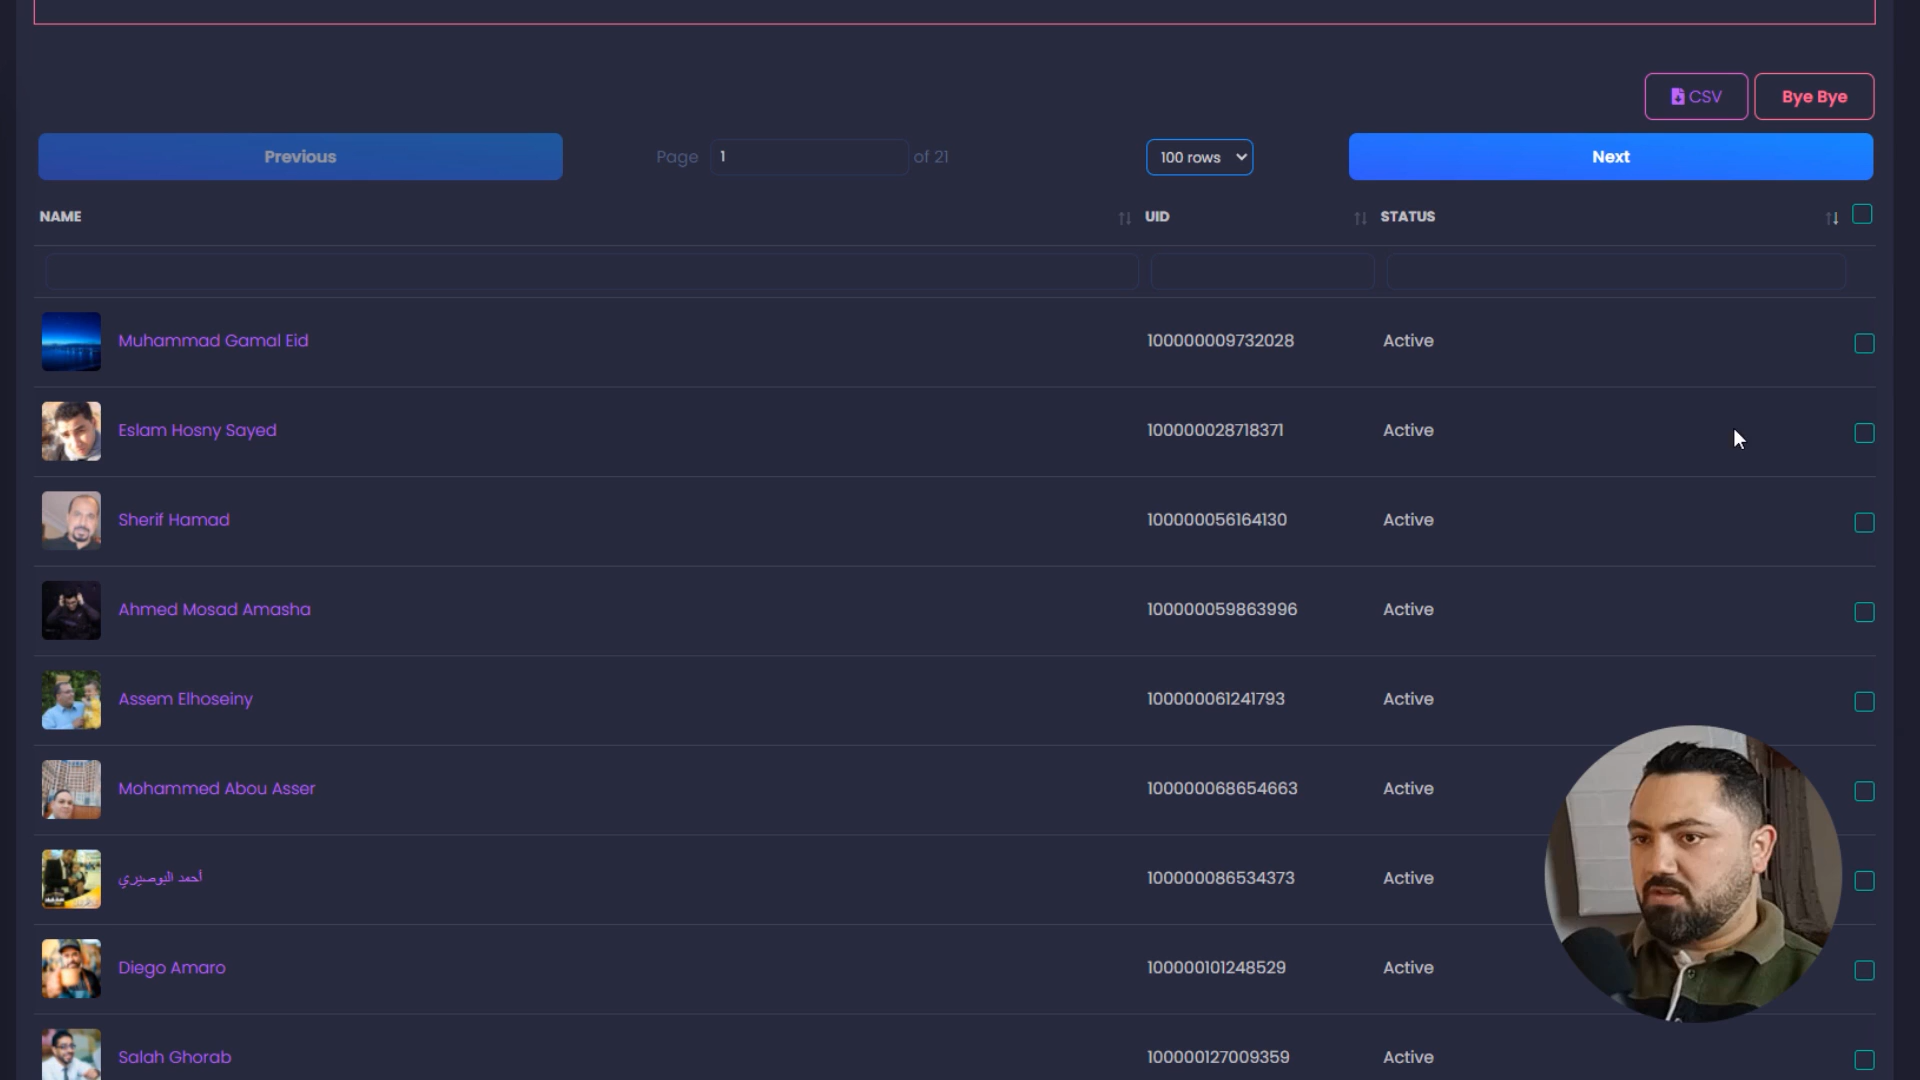 CSV
Bye Bye
Previous
Page 1 of 21
100 rows
Next
NAME
UID
STATUS
Muhammad Gamal Eid
100000009732028
Active
Eslam Hosny Sayed
100000028718371
Active
Sherif Hamad
100000056164130
Active
Ahmed Mosad Amasha
100000059863996
Active
Assem Elhoseiny
100000061241793
Active
Mohammed Abou Asser
100000068654663
Active
أحمد البوصيري
100000086534373
Active
Diego Amaro
100000101248529
Active
Salah Ghorab
100000127009359
Active